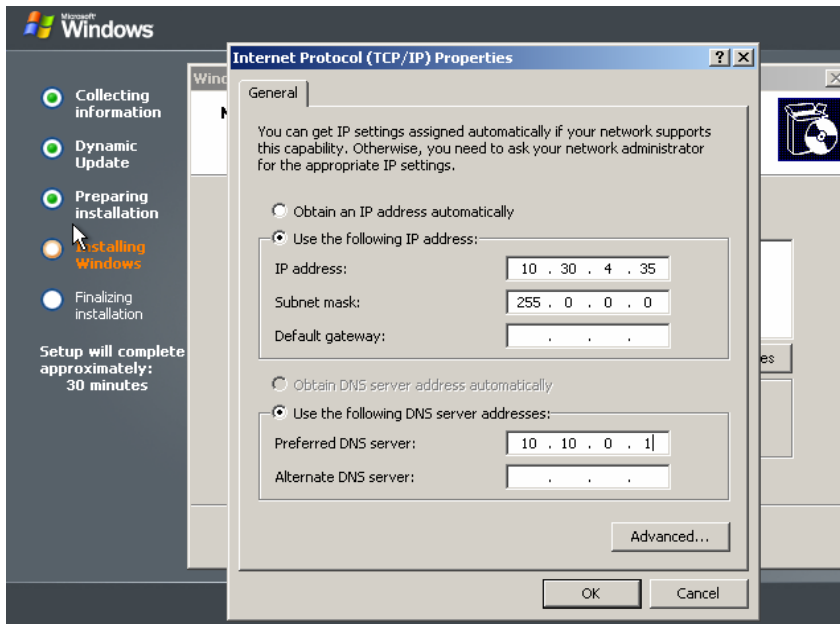 Microsoft
Windows
Collecting
information
Dynamic
Update
Preparing
installation
Installing
Windows
Finalizing
installation
Setup will complete
approximately:
30 minutes
Internet Protocol (TCP/IP) Properties
General
You can get IP settings assigned automatically if your network supports
this capability. Otherwise, you need to ask your network administrator
for the appropriate IP settings.
Obtain an IP address automatically
Use the following IP address:
IP address: 10 . 30 . 4 . 35
Subnet mask: 255 . 0 . 0 . 0
Default gateway: . . .
Obtain DNS server address automatically
Use the following DNS server addresses:
Preferred DNS server: 10 . 10 . 0 . 1
Alternate DNS server: . . .
Advanced...
OK Cancel